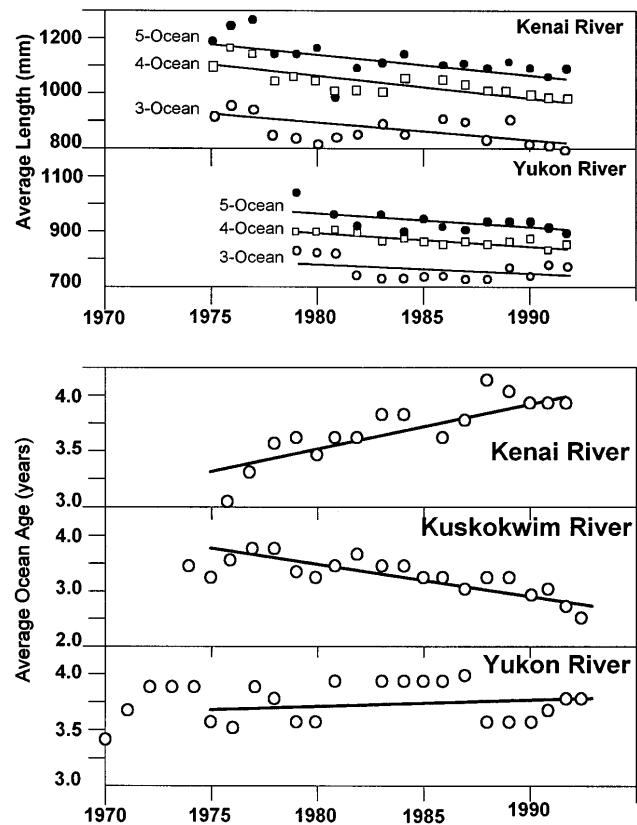 Kenai River
1200
5-Ocean
4-Ocean
1000
3-Ocean
800
Average Length (mm)
Yukon River
1100
5-Ocean
900
4-Ocean
3-Ocean
700
1970
1975
1980
1985
1990
4.0
3.5
Kenai River
3.0
Average Ocean Age (years)
Kuskokwim River
4.0
3.0
2.0
Yukon River
4.0
3.5
3.0
1970
1975
1980
1985
1990